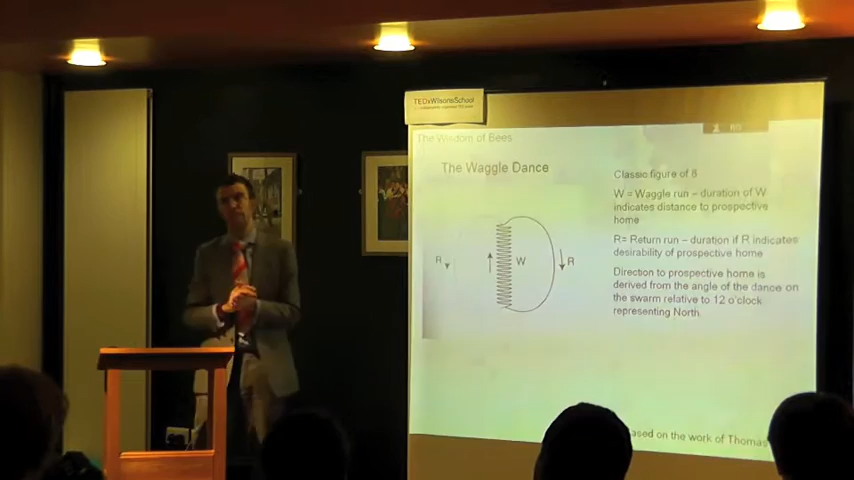 TEDxWilsonsSchool
The Wisdom of Bees
The Waggle Dance
Classic figure of 8
W = Waggle run – duration of W
indicates distance to prospective
home
R= Return run – duration if R indicates
desirability of prospective home
Direction to prospective home is
derived from the angle of the dance on
the swarm relative to 12 o'clock
representing North.
R
W
R
ased on the work of Thomas